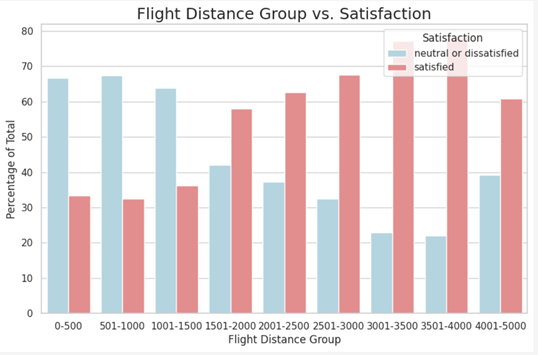 Flight Distance Group vs. Satisfaction
Satisfaction
neutral or dissatisfied
satisfied
80
70
60
50
40
30
20
10
0
Percentage of Total
0-500 501-1000 1001-1500 1501-2000 2001-2500 2501-3000 3001-3500 3501-4000 4001-5000
Flight Distance Group